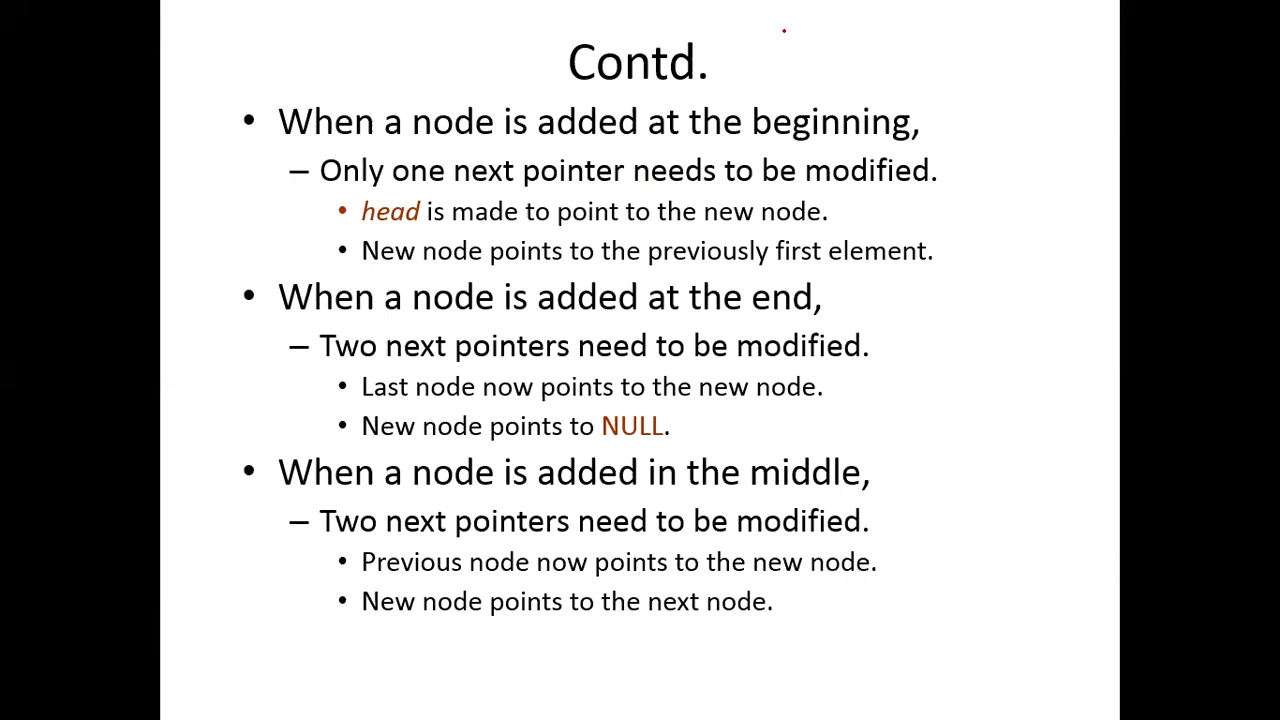 Contd.
• When a node is added at the beginning,
– Only one next pointer needs to be modified.
• head is made to point to the new node.
• New node points to the previously first element.
• When a node is added at the end,
– Two next pointers need to be modified.
• Last node now points to the new node.
• New node points to NULL.
• When a node is added in the middle,
– Two next pointers need to be modified.
• Previous node now points to the new node.
• New node points to the next node.